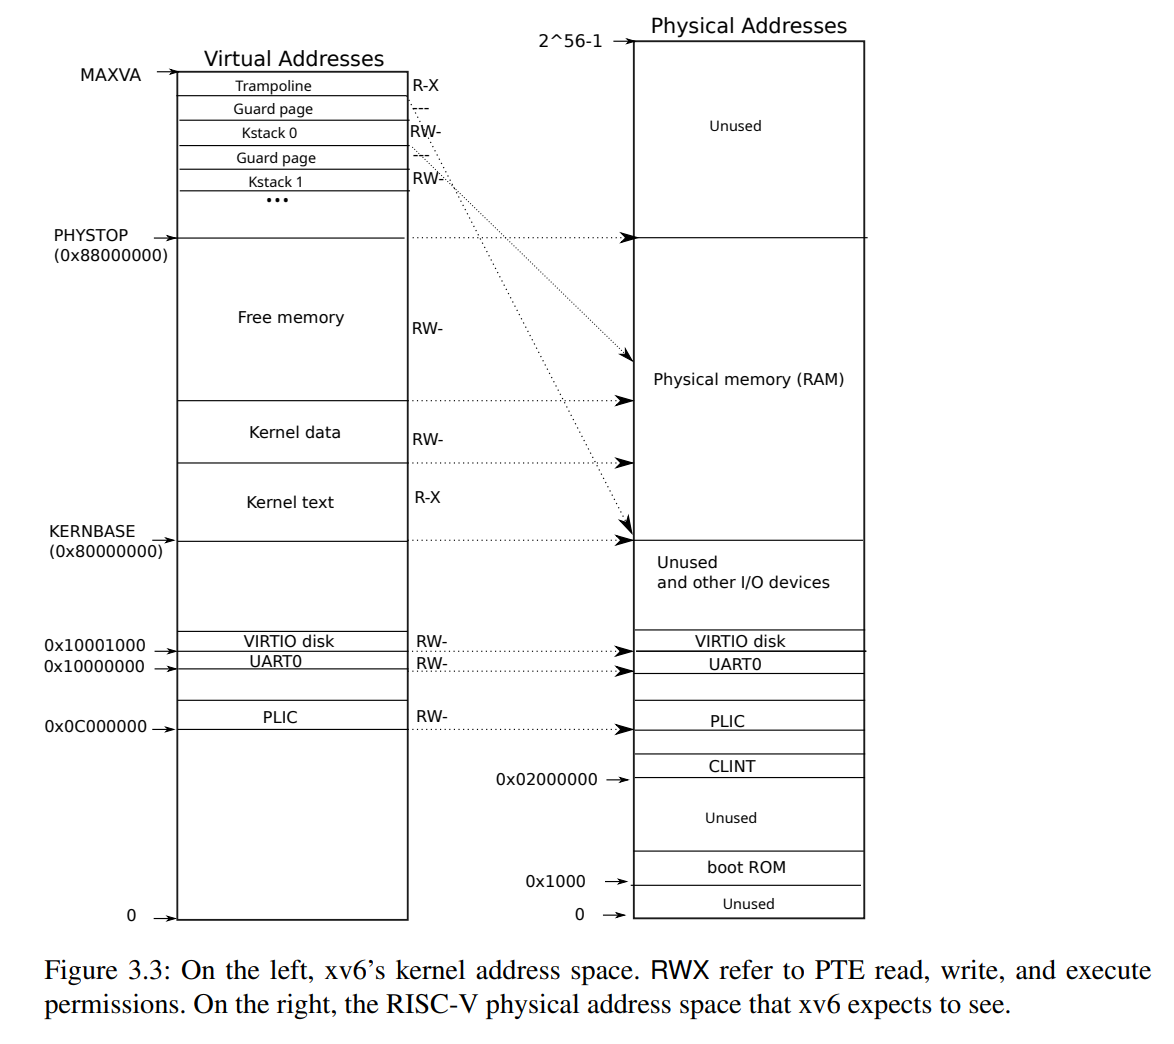 Physical Addresses
2^56-1
Virtual Addresses
MAXVA
Trampoline
R-X
Guard page
---
Kstack 0
RW-
Guard page
---
Kstack 1
RW-
...
Unused
PHYSTOP
(0x88000000)
Free memory
RW-
Physical memory (RAM)
Kernel data
RW-
Kernel text
R-X
KERNBASE
(0x80000000)
Unused
and other I/O devices
0x10001000
VIRTIO disk
RW-
VIRTIO disk
0x10000000
UART0
RW-
UART0
0x0C000000
PLIC
RW-
PLIC
CLINT
0x02000000
Unused
boot ROM
0x1000
Unused
0
0
Figure 3.3: On the left, xv6’s kernel address space. RWX refer to PTE read, write, and execute
permissions. On the right, the RISC-V physical address space that xv6 expects to see.